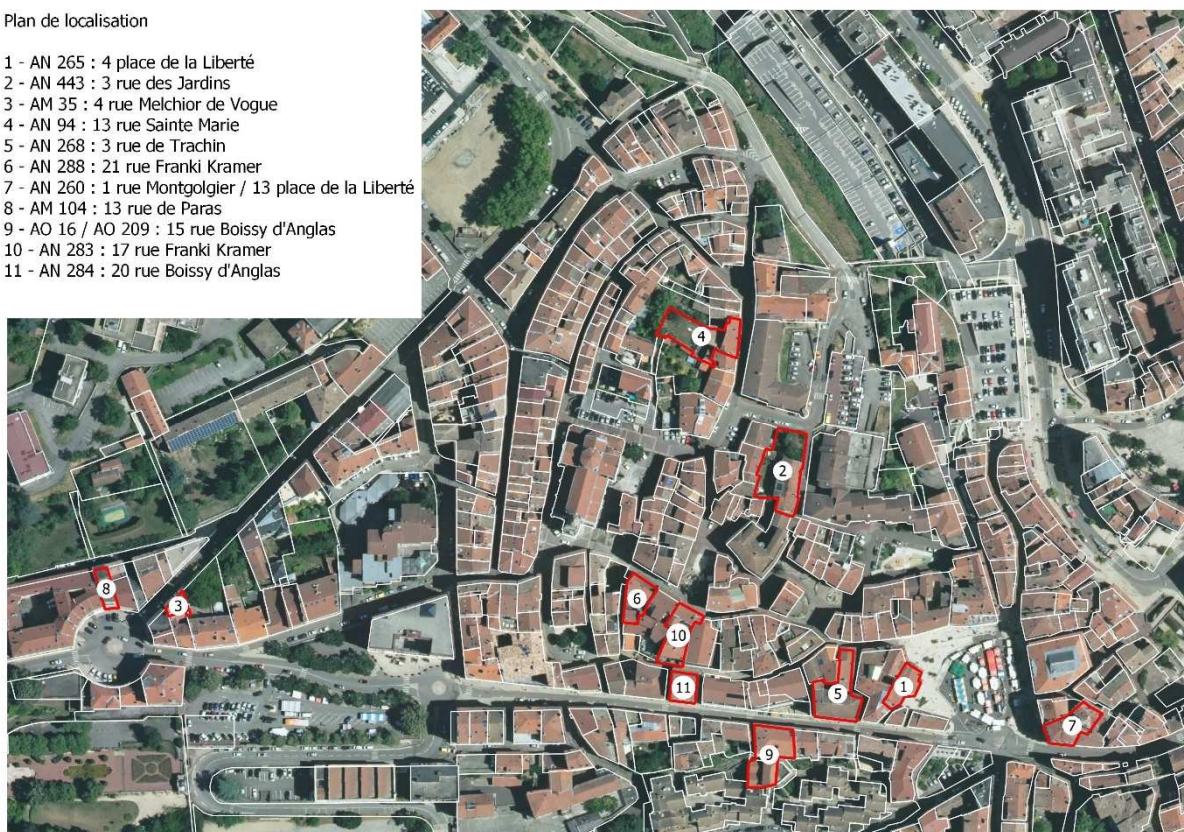 Plan de localisation
1 - AN 265 : 4 place de la Liberté
2 - AN 443 : 3 rue des Jardins
3 - AM 35 : 4 rue Melchior de Vogue
4 - AN 94 : 13 rue Sainte Marie
5 - AN 268 : 3 rue de Trachin
6 - AN 288 : 21 rue Franki Kramer
7 - AN 260 : 1 rue Montgolgier / 13 place de la Liberté
8 - AM 104 : 13 rue de Paras
9 - AO 16 / AO 209 : 15 rue Boissy d'Anglas
10 - AN 283 : 17 rue Franki Kramer
11 - AN 284 : 20 rue Boissy d'Anglas
4
2
8
3
6
10
11
5
1
7
9